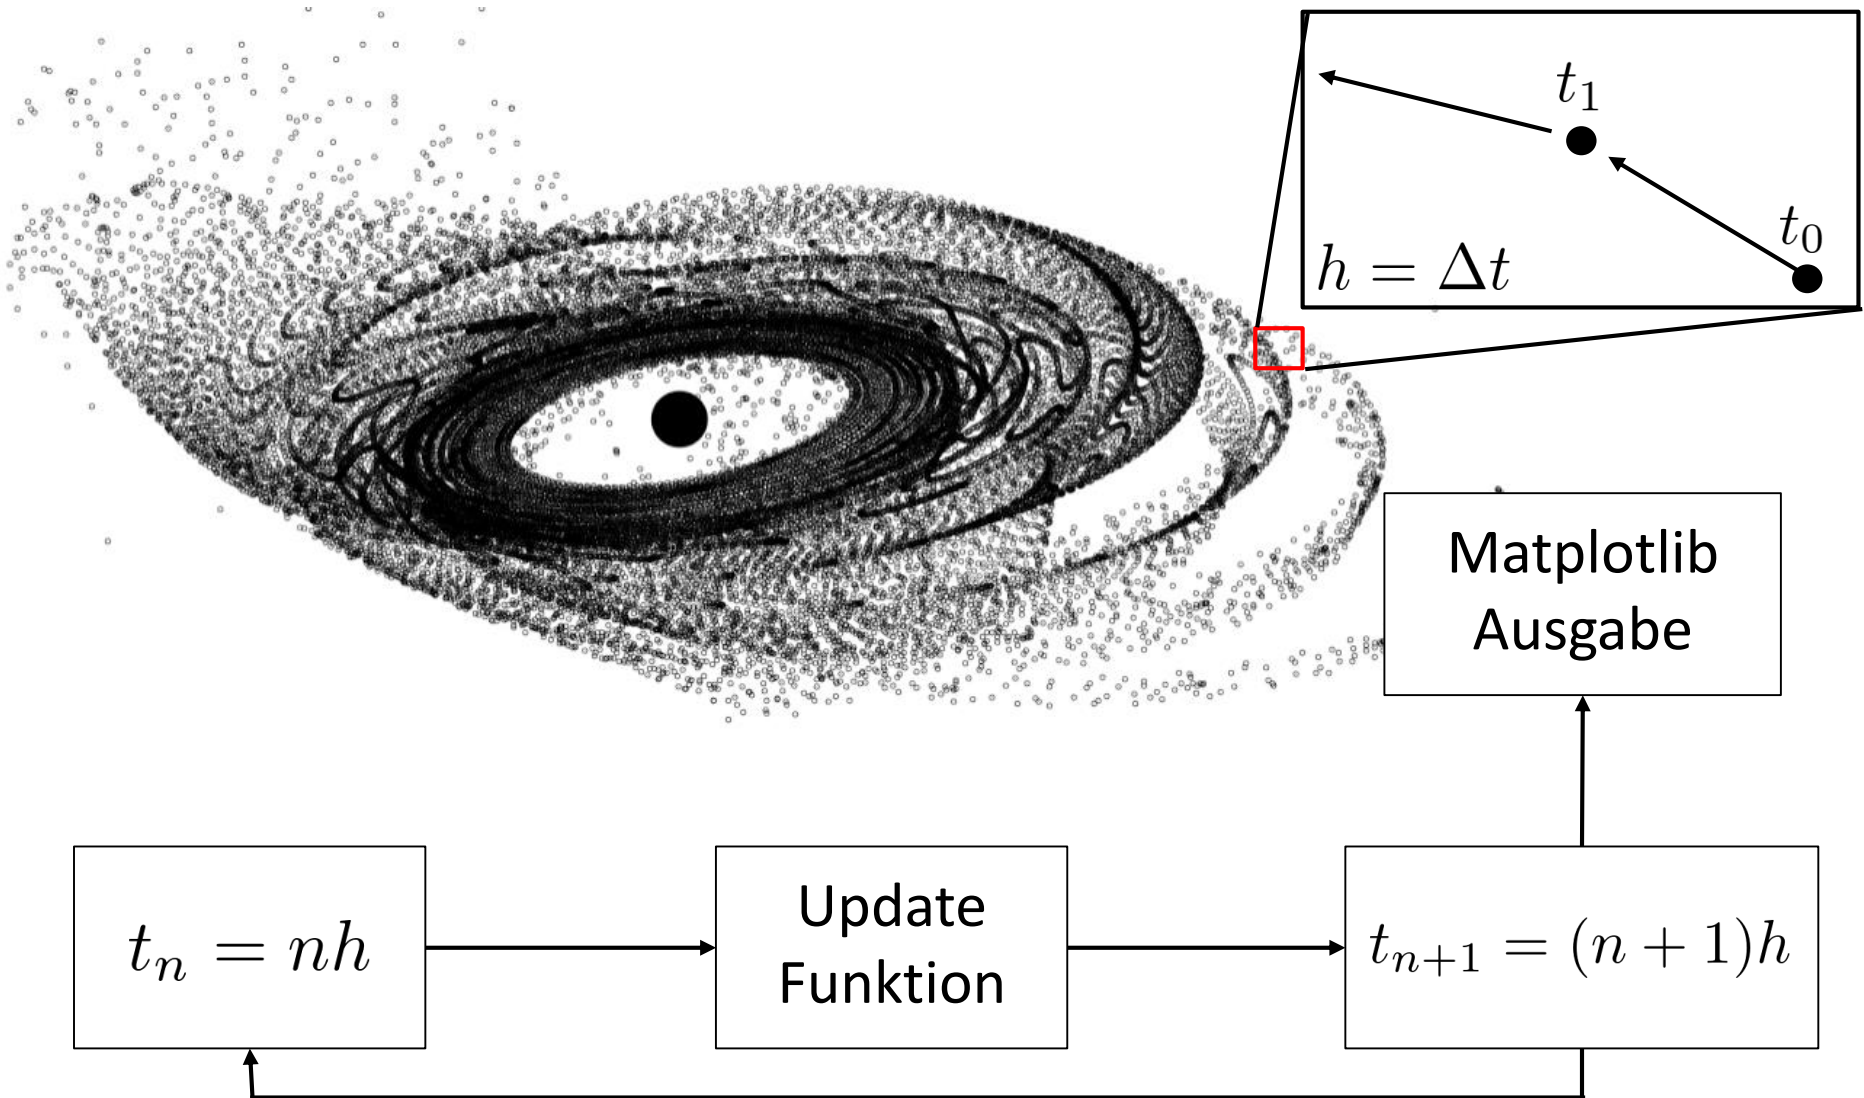 t₁
t₀
h = Δt
Matplotlib
Ausgabe
tₙ = nh
Update
Funktion
tₙ₊₁ = (n + 1)h